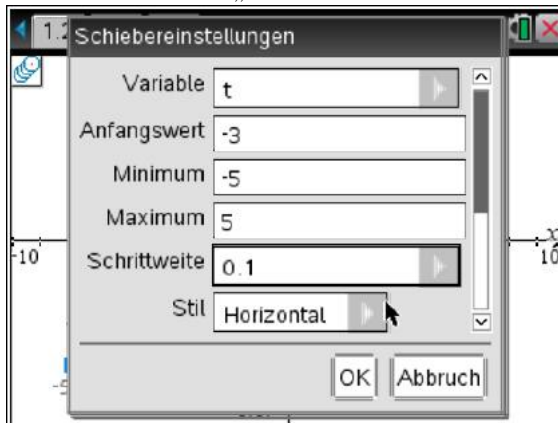 1.2
Schiebereinstellungen
Variable t
Anfangswert -3
Minimum -5
Maximum 5
Schrittweite 0.1
Stil Horizontal
-10
x
10
-5
OK Abbruch